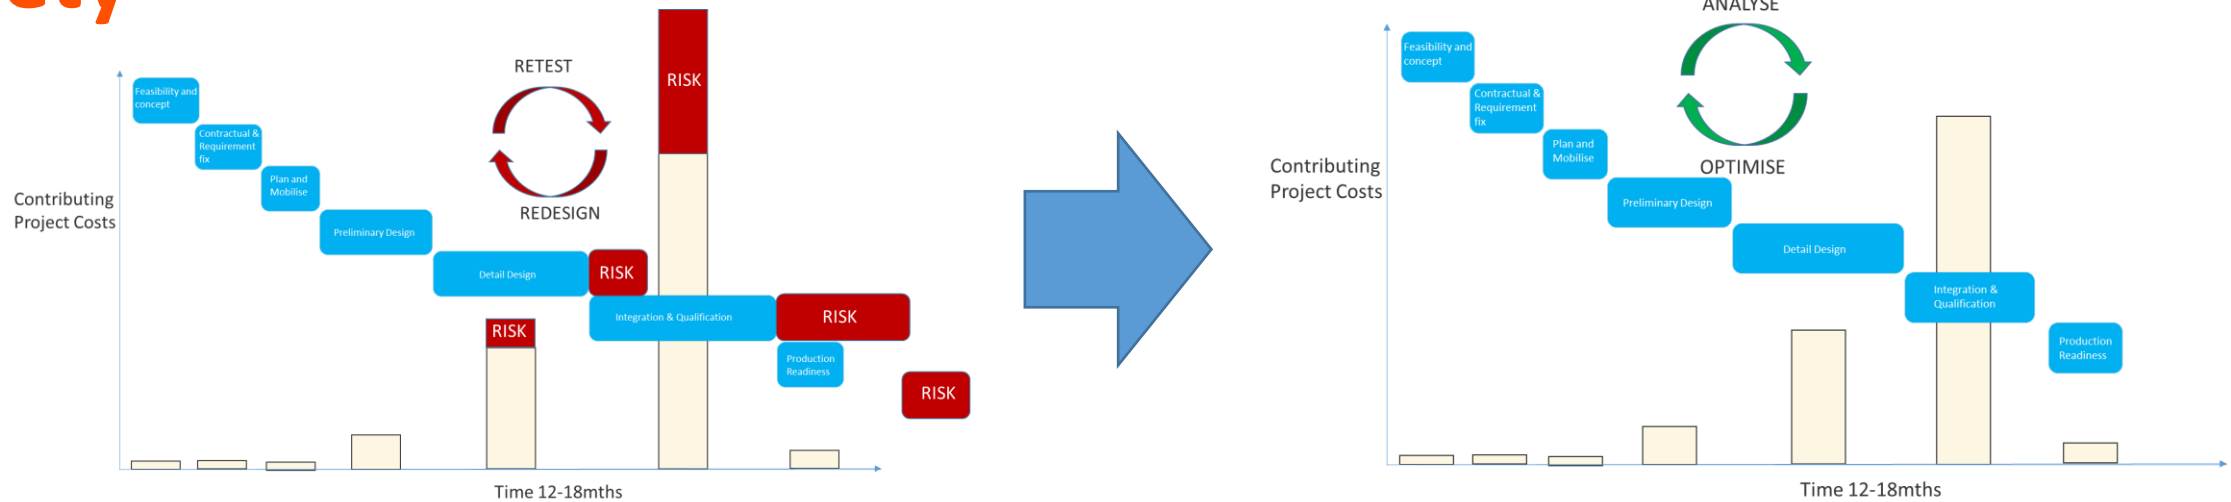 RETEST
RISK
Feasibility and
concept
Contractual &
Requirement
fix
Plan and
Mobilise
REDESIGN
Contributing
Project Costs
Preliminary Design
Detail Design
RISK
Integration & Qualification
RISK
RISK
Production
Readiness
RISK
Time 12-18mths
ANALYSE
Feasibility and
concept
Contractual &
Requirement
fix
Plan and
Mobilise
OPTIMISE
Contributing
Project Costs
Preliminary Design
Detail Design
Integration &
Qualification
Production
Readiness
Time 12-18mths